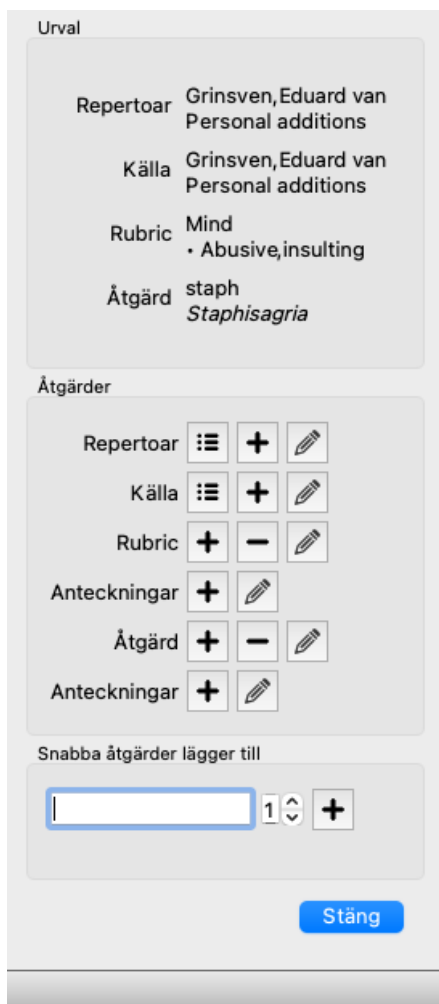 Urval
Repertoar Grinsven,Eduard van
Personal additions
Källa Grinsven,Eduard van
Personal additions
Rubric Mind
• Abusive,insulting
Åtgärd staph
Staphisagria
Åtgärder
Repertoar
Källa
Rubric
Anteckningar
Åtgärd
Anteckningar
Snabba åtgärder lägger till
1
Stäng